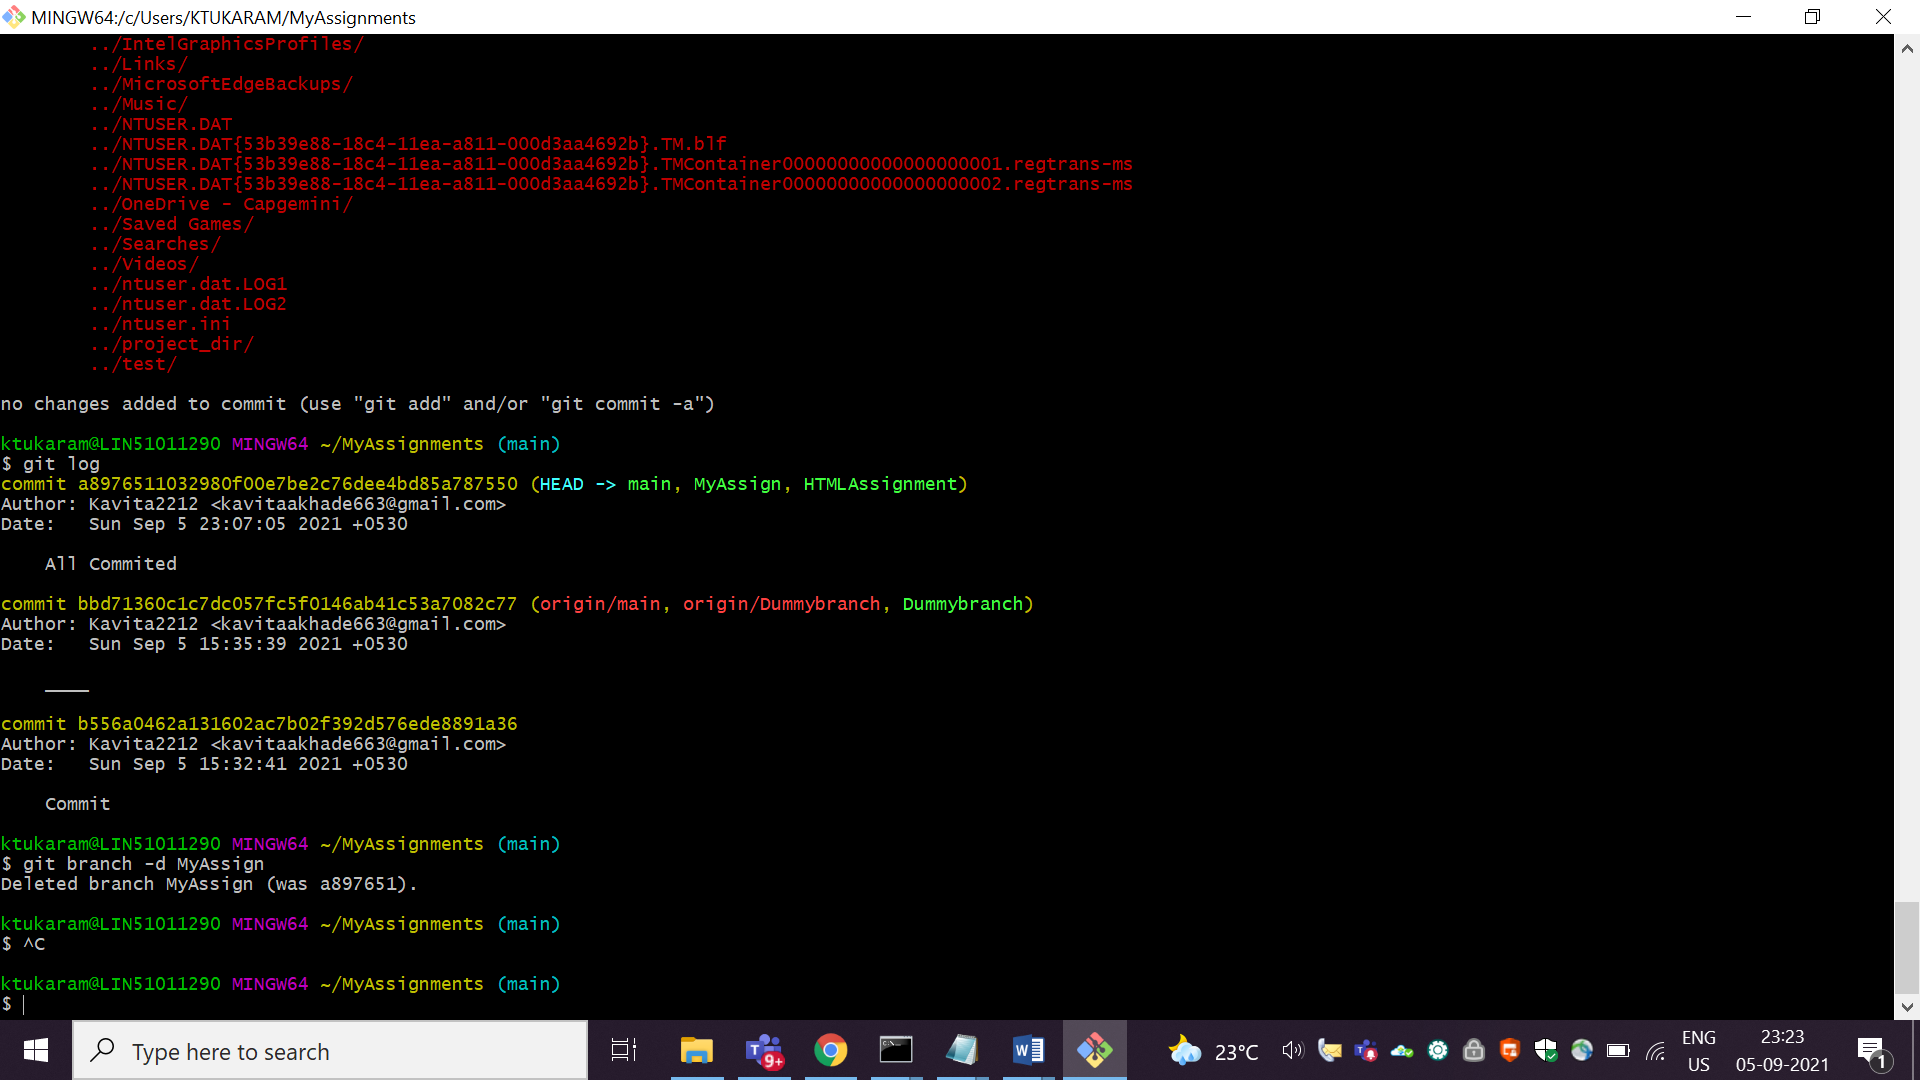 MINGW64:/c/Users/KTUKARAM/MyAssignments
../IntelGraphicsProfiles/
../Links/
../MicrosoftEdgeBackups/
../Music/
../NTUSER.DAT
../NTUSER.DAT{53b39e88-18c4-11ea-a811-000d3aa4692b}.TM.blf
../NTUSER.DAT{53b39e88-18c4-11ea-a811-000d3aa4692b}.TMContainer00000000000000000001.regtrans-ms
../NTUSER.DAT{53b39e88-18c4-11ea-a811-000d3aa4692b}.TMContainer00000000000000000002.regtrans-ms
../OneDrive - Capgemini/
../Saved Games/
../Searches/
../Videos/
../ntuser.dat.LOG1
../ntuser.dat.LOG2
../ntuser.ini
../project_dir/
../test/
no changes added to commit (use "git add" and/or "git commit -a")
ktukaram@LIN51011290 MINGW64 ~/MyAssignments (main)
$ git log
commit a8976511032980f00e7be2c76dee4bd85a787550 (HEAD -> main, MyAssign, HTMLAssignment)
Author: Kavita2212 <kavitaakhade663@gmail.com>
Date:   Sun Sep 5 23:07:05 2021 +0530
All Commited
commit bbd71360c1c7dc057fc5f0146ab41c53a7082c77 (origin/main, origin/Dummybranch, Dummybranch)
Author: Kavita2212 <kavitaakhade663@gmail.com>
Date:   Sun Sep 5 15:35:39 2021 +0530
____
commit b556a0462a131602ac7b02f392d576ede8891a36
Author: Kavita2212 <kavitaakhade663@gmail.com>
Date:   Sun Sep 5 15:32:41 2021 +0530
Commit
ktukaram@LIN51011290 MINGW64 ~/MyAssignments (main)
$ git branch -d MyAssign
Deleted branch MyAssign (was a897651).
ktukaram@LIN51011290 MINGW64 ~/MyAssignments (main)
$ ^C
ktukaram@LIN51011290 MINGW64 ~/MyAssignments (main)
$
Type here to search
9+
23°C
ENG
US
23:23
05-09-2021
1